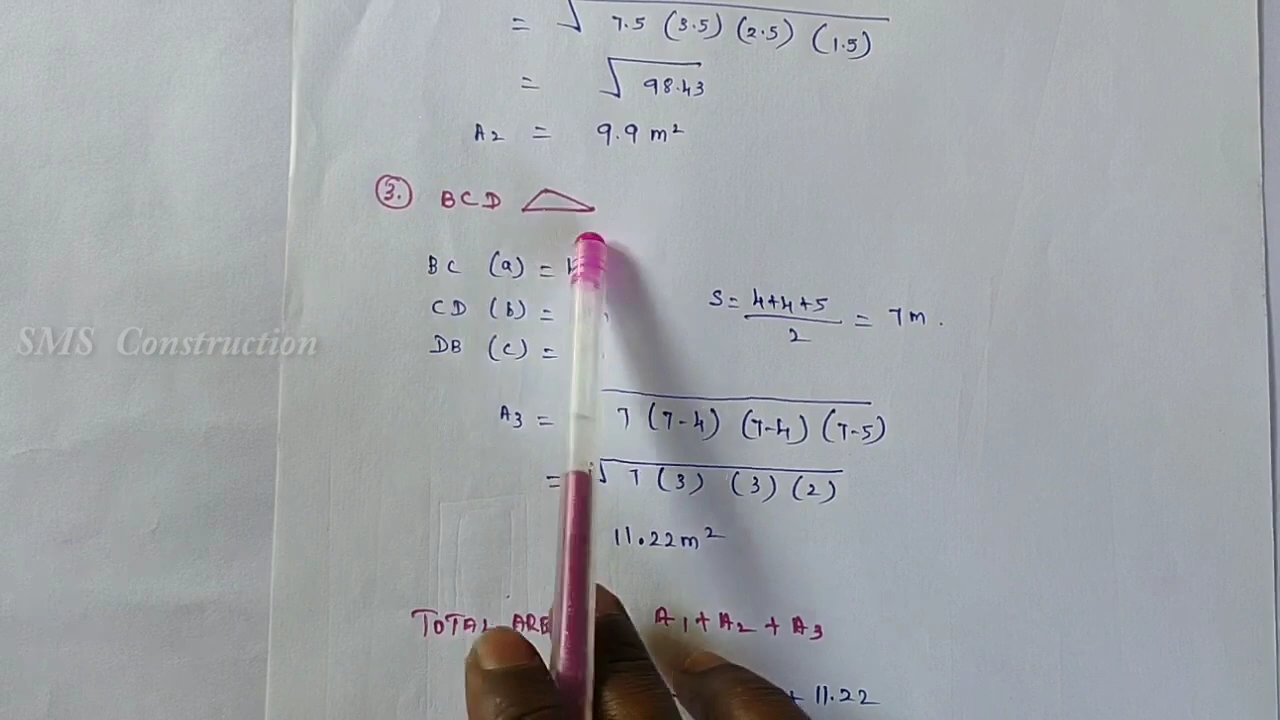 = √ 7.5 (3.5) (2.5) (1.5)
= √ 98.43
A2 = 9.9 m²
3. BCD
BC (a) =
CD (b) =
DB (c) =
S = 4+4+5 / 2 = 7m.
A3 = 7 (7-4) (7-4) (7-5)
= √ 7 (3) (3) (2)
11.22 m²
TOTAL A1 + A2 + A3
+ 11.22
SMS Construction